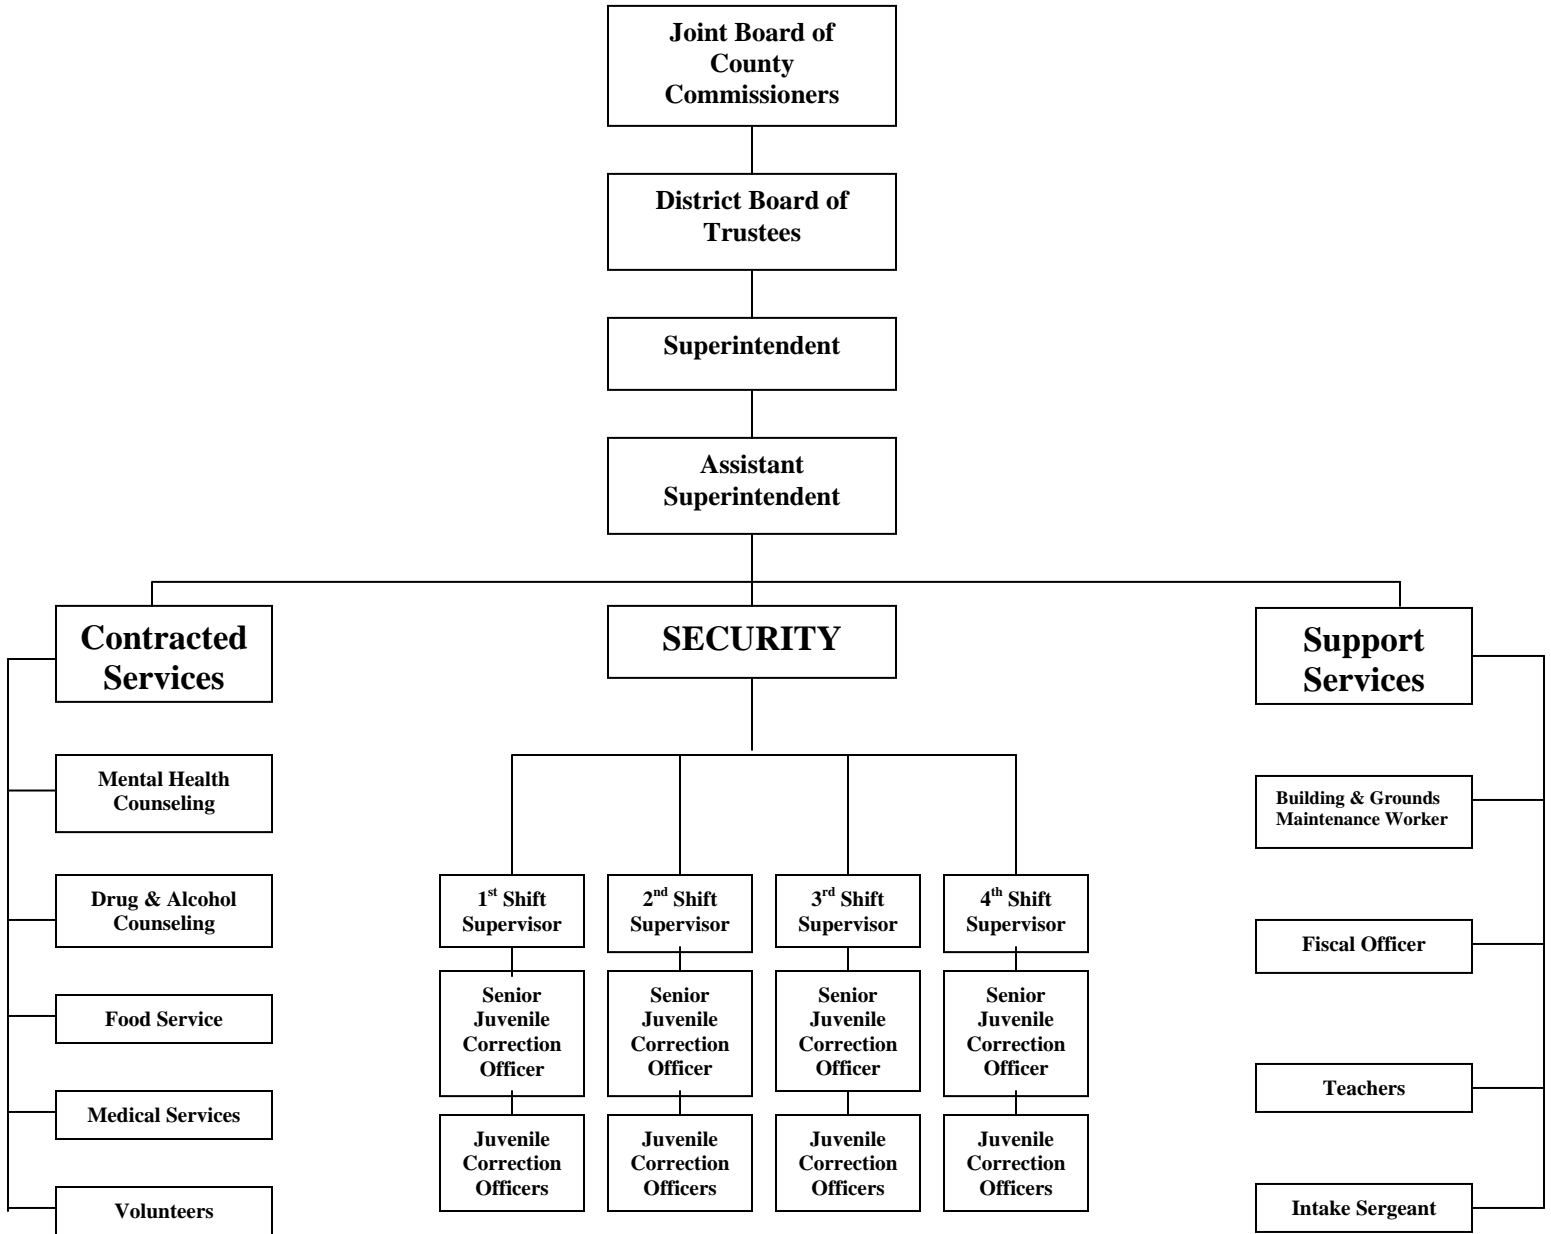 Joint Board of
County
Commissioners
District Board of
Trustees
Superintendent
Assistant
Superintendent
Contracted
Services
SECURITY
Support
Services
Mental Health
Counseling
Drug & Alcohol
Counseling
Food Service
Medical Services
Volunteers
1st Shift
Supervisor
Senior
Juvenile
Correction
Officer
Juvenile
Correction
Officers
2nd Shift
Supervisor
Senior
Juvenile
Correction
Officer
Juvenile
Correction
Officers
3rd Shift
Supervisor
Senior
Juvenile
Correction
Officer
Juvenile
Correction
Officers
4th Shift
Supervisor
Senior
Juvenile
Correction
Officer
Juvenile
Correction
Officers
Building & Grounds
Maintenance Worker
Fiscal Officer
Teachers
Intake Sergeant